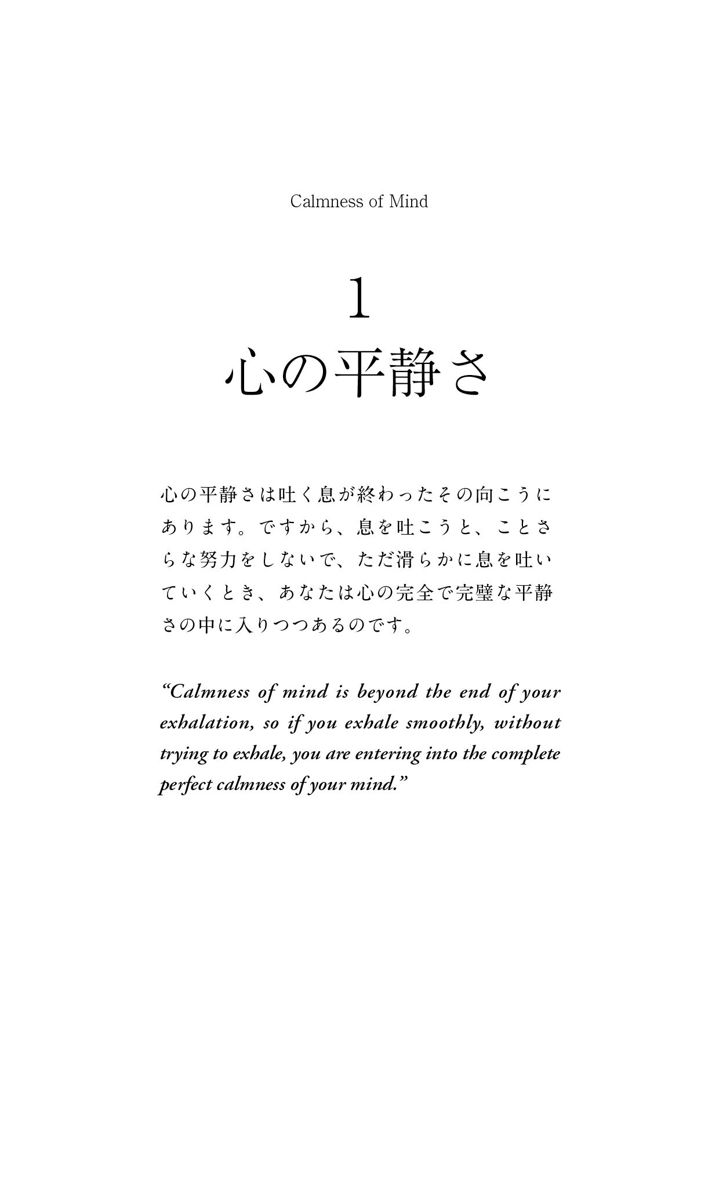 Calmness of Mind
1
心の平静さ
心の平静さは吐く息が終わったその向こうに
あります。ですから、息を吐こうと、ことさ
らな努力をしないで、ただ滑らかに息を吐い
ていくとき、あなたは心の完全で完璧な平静
さの中に入りつつあるのです。
“Calmness of mind is beyond the end of your
exhalation, so if you exhale smoothly, without
trying to exhale, you are entering into the complete
perfect calmness of your mind.”